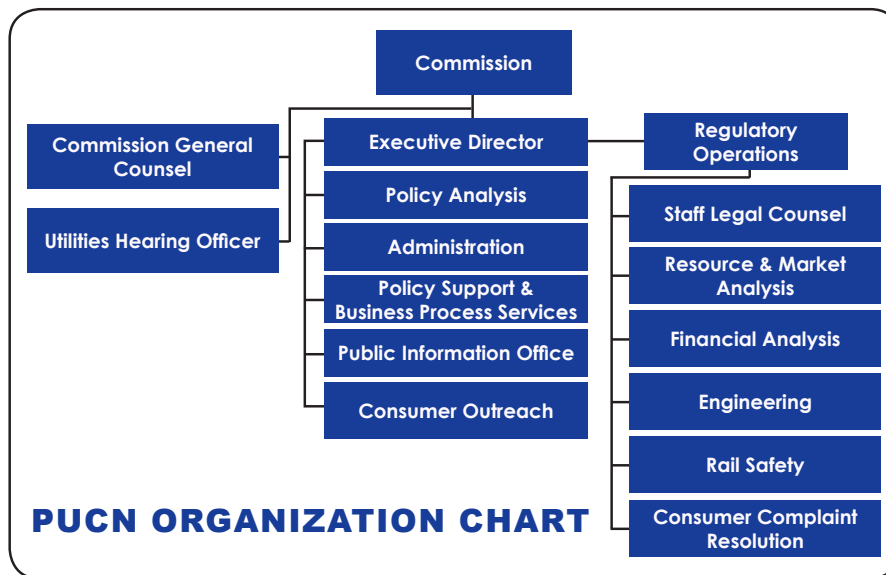 Commission
Commission General
Counsel
Utilities Hearing Officer
Executive Director
Policy Analysis
Administration
Policy Support &
Business Process Services
Public Information Office
Consumer Outreach
Regulatory
Operations
Staff Legal Counsel
Resource & Market
Analysis
Financial Analysis
Engineering
Rail Safety
Consumer Complaint
Resolution
PUCN ORGANIZATION CHART